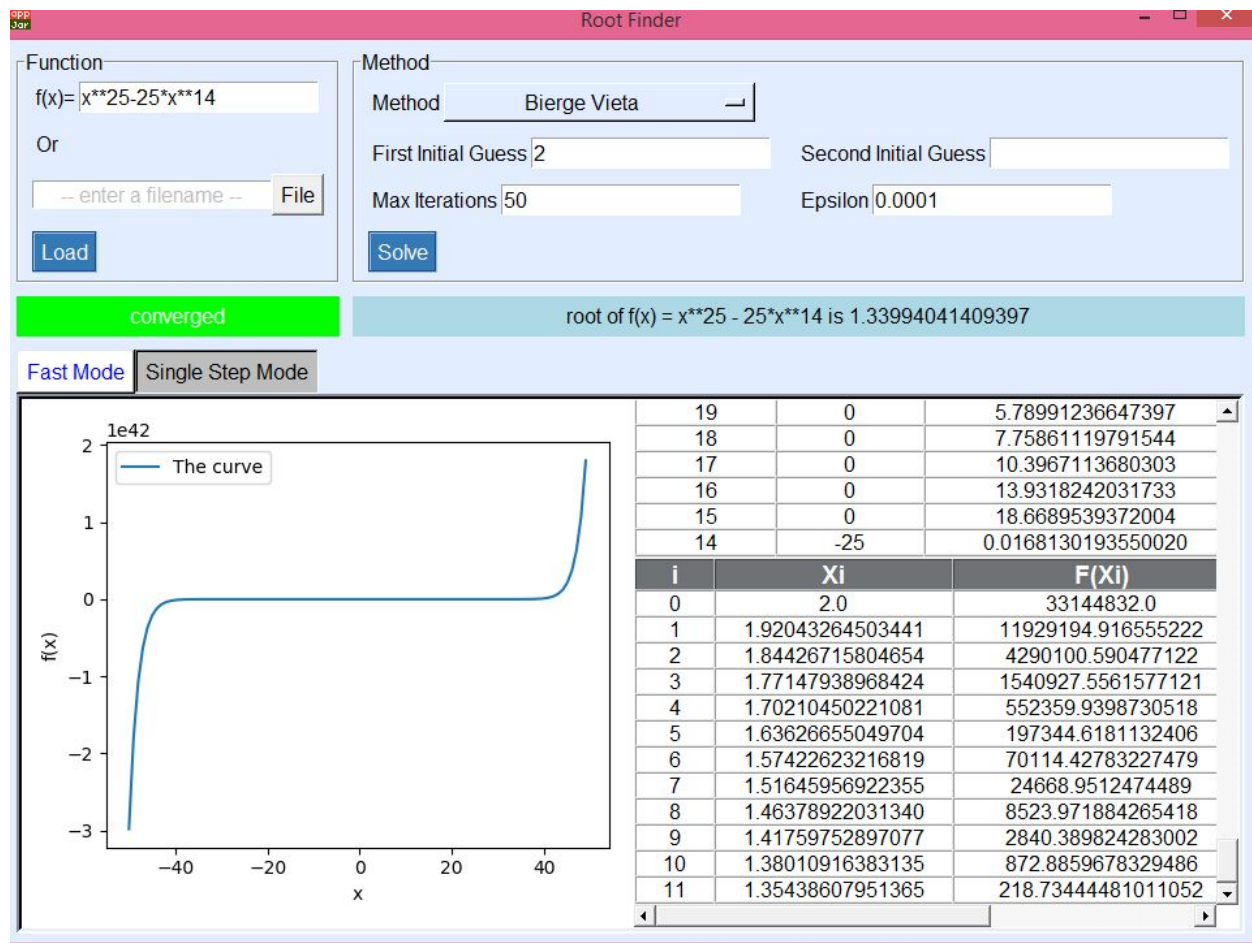 app
Jar
Root Finder
Function
f(x)= x**25-25*x**14
Or
-- enter a filename --
File
Load
Method
Method Bierge Vieta
First Initial Guess 2
Second Initial Guess
Max Iterations 50
Epsilon 0.0001
Solve
converged
root of f(x) = x**25 - 25*x**14 is 1.33994041409397
Fast Mode
Single Step Mode
1e42
The curve
2
1
0
−1
−2
−3
f(x)
−40 −20 0 20 40
x
19 0 5.78991236647397
18 0 7.75861119791544
17 0 10.3967113680303
16 0 13.9318242031733
15 0 18.6689539372004
14 -25 0.0168130193550020
i Xi F(Xi)
0 2.0 33144832.0
1 1.92043264503441 11929194.916555222
2 1.84426715804654 4290100.590477122
3 1.77147938968424 1540927.5561577121
4 1.70210450221081 552359.9398730518
5 1.63626655049704 197344.6181132406
6 1.57422623216819 70114.42783227479
7 1.51645956922355 24668.9512474489
8 1.46378922031340 8523.971884265418
9 1.41759752897077 2840.389824283002
10 1.38010916383135 872.8859678329486
11 1.35438607951365 218.73444481011052